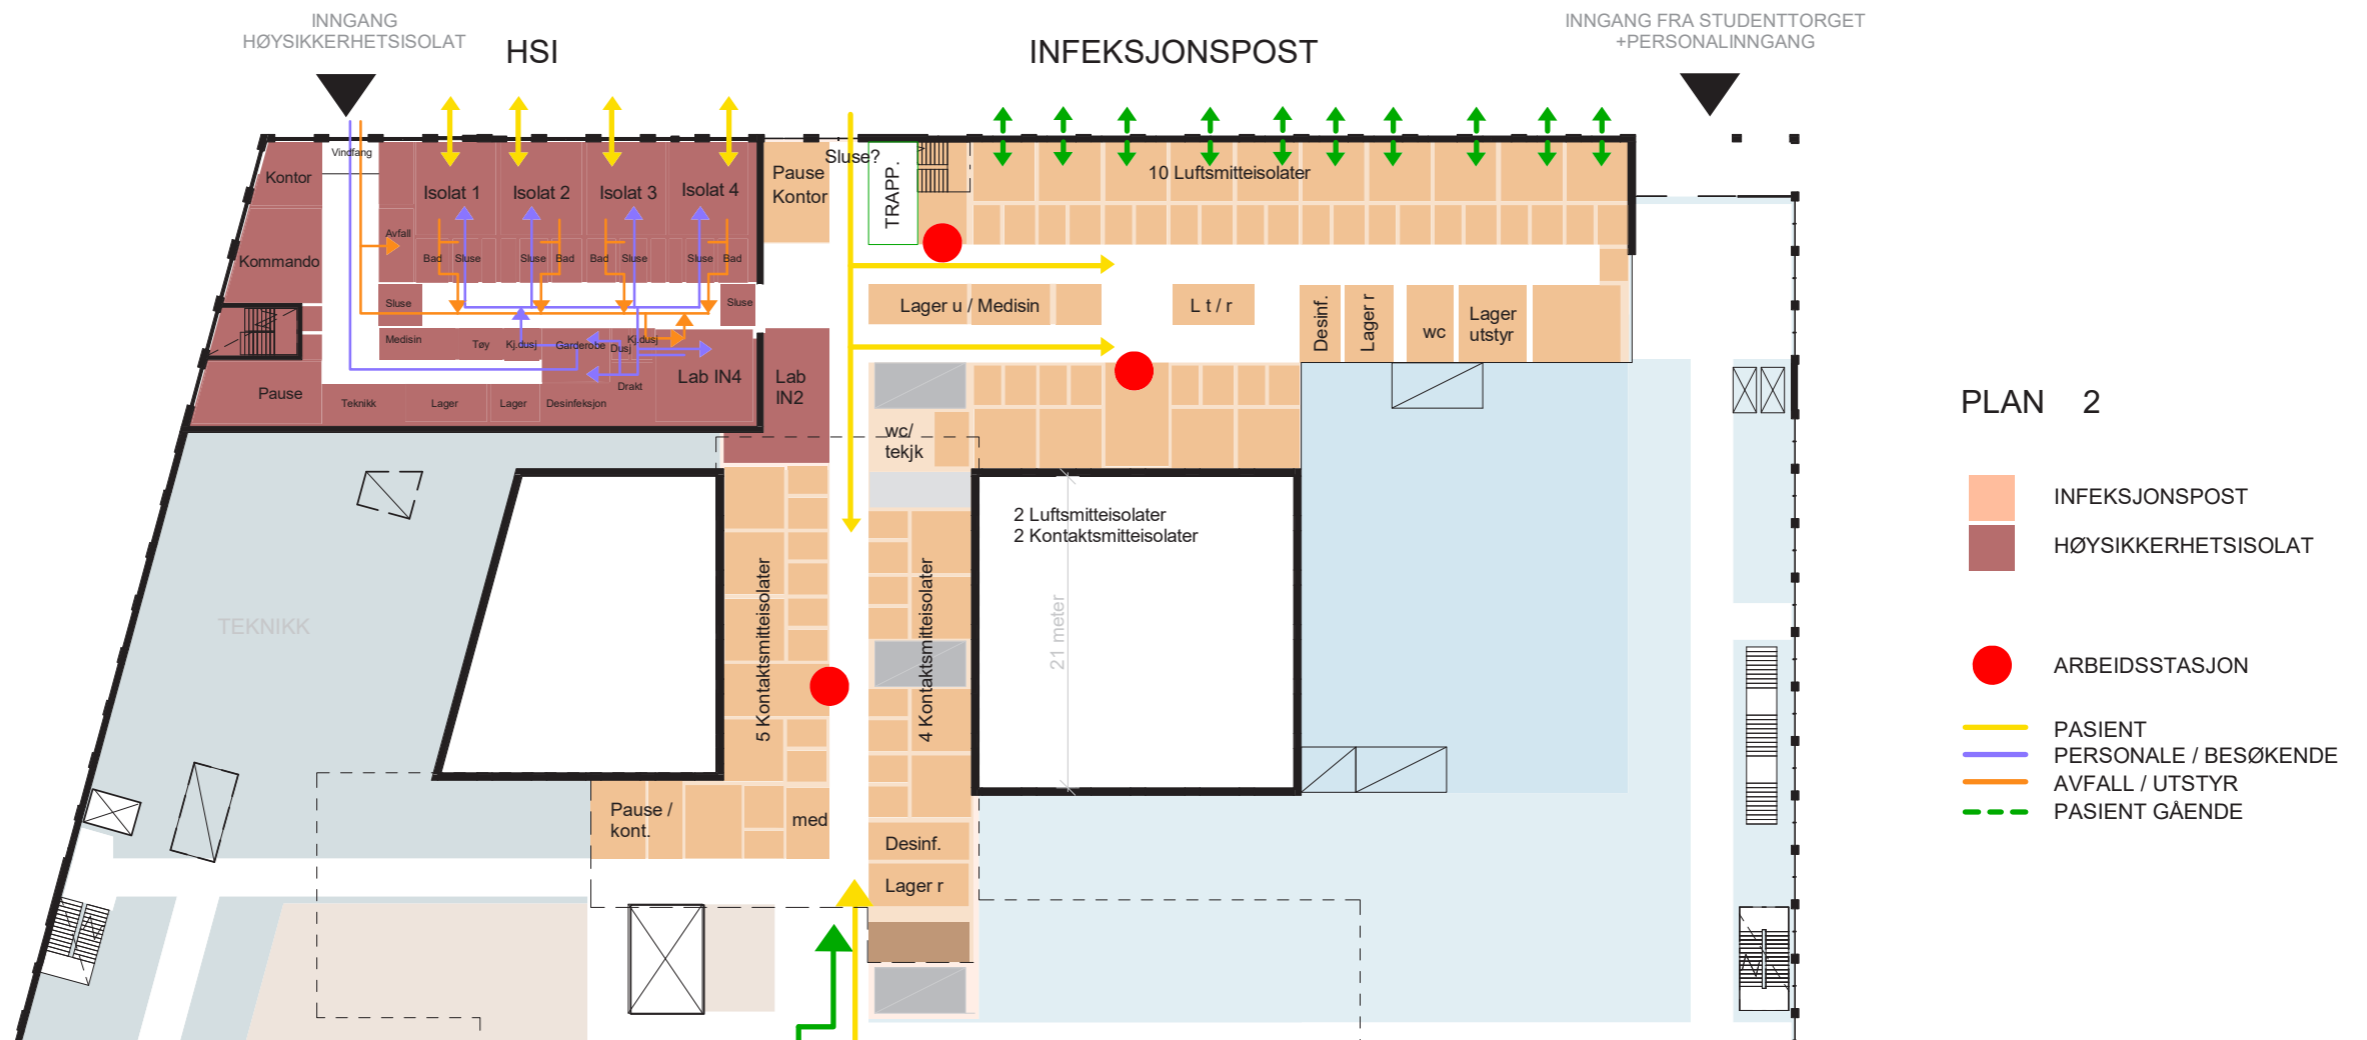 INNGANG
HØYSIKKERHETSISOLAT
HSI
INFEKSJONSPOST
INNGANG FRA STUDENTTORGET
+PERSONALINNGANG
Vindfang
Kontor
Isolat 1
Isolat 2
Isolat 3
Isolat 4
Pause
Kontor
Sluse?
TRAPP .
10 Luftsmitteisolater
Avfall
Kommando
Bad
Sluse
Sluse
Bad
Bad
Sluse
Sluse
Bad
Sluse
Sluse
Lager u / Medisin
L t / r
Desinf.
Lager r
wc
Lager
utstyr
Medisin
Tøy
Kj.dusj
Garderobe
Dusj
Kj.dusj
Drakt
Lab IN4
Lab
IN2
Pause
Teknikk
Lager
Lager
Desinfeksjon
wc/
tekjk
PLAN 2
INFEKSJONSPOST
HØYSIKKERHETSISOLAT
2 Luftsmitteisolater
2 Kontaktsmitteisolater
21 meter
TEKNIKK
5 Kontaktsmitteisolater
4 Kontaktsmitteisolater
ARBEIDSSTASJON
PASIENT
PERSONALE / BESØKENDE
AVFALL / UTSTYR
PASIENT GÅENDE
Pause /
kont.
med
Desinf.
Lager r